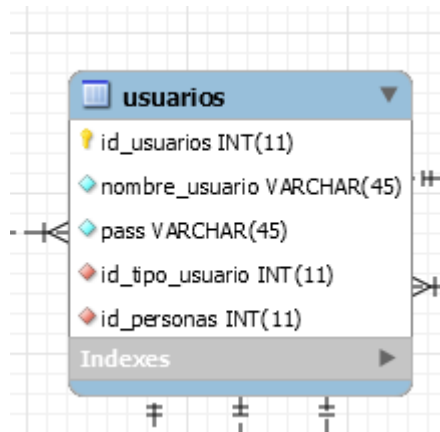 usuarios
id_usuarios INT(11)
nombre_usuario VARCHAR(45)
pass VARCHAR(45)
id_tipo_usuario INT(11)
id_personas INT(11)
Indexes